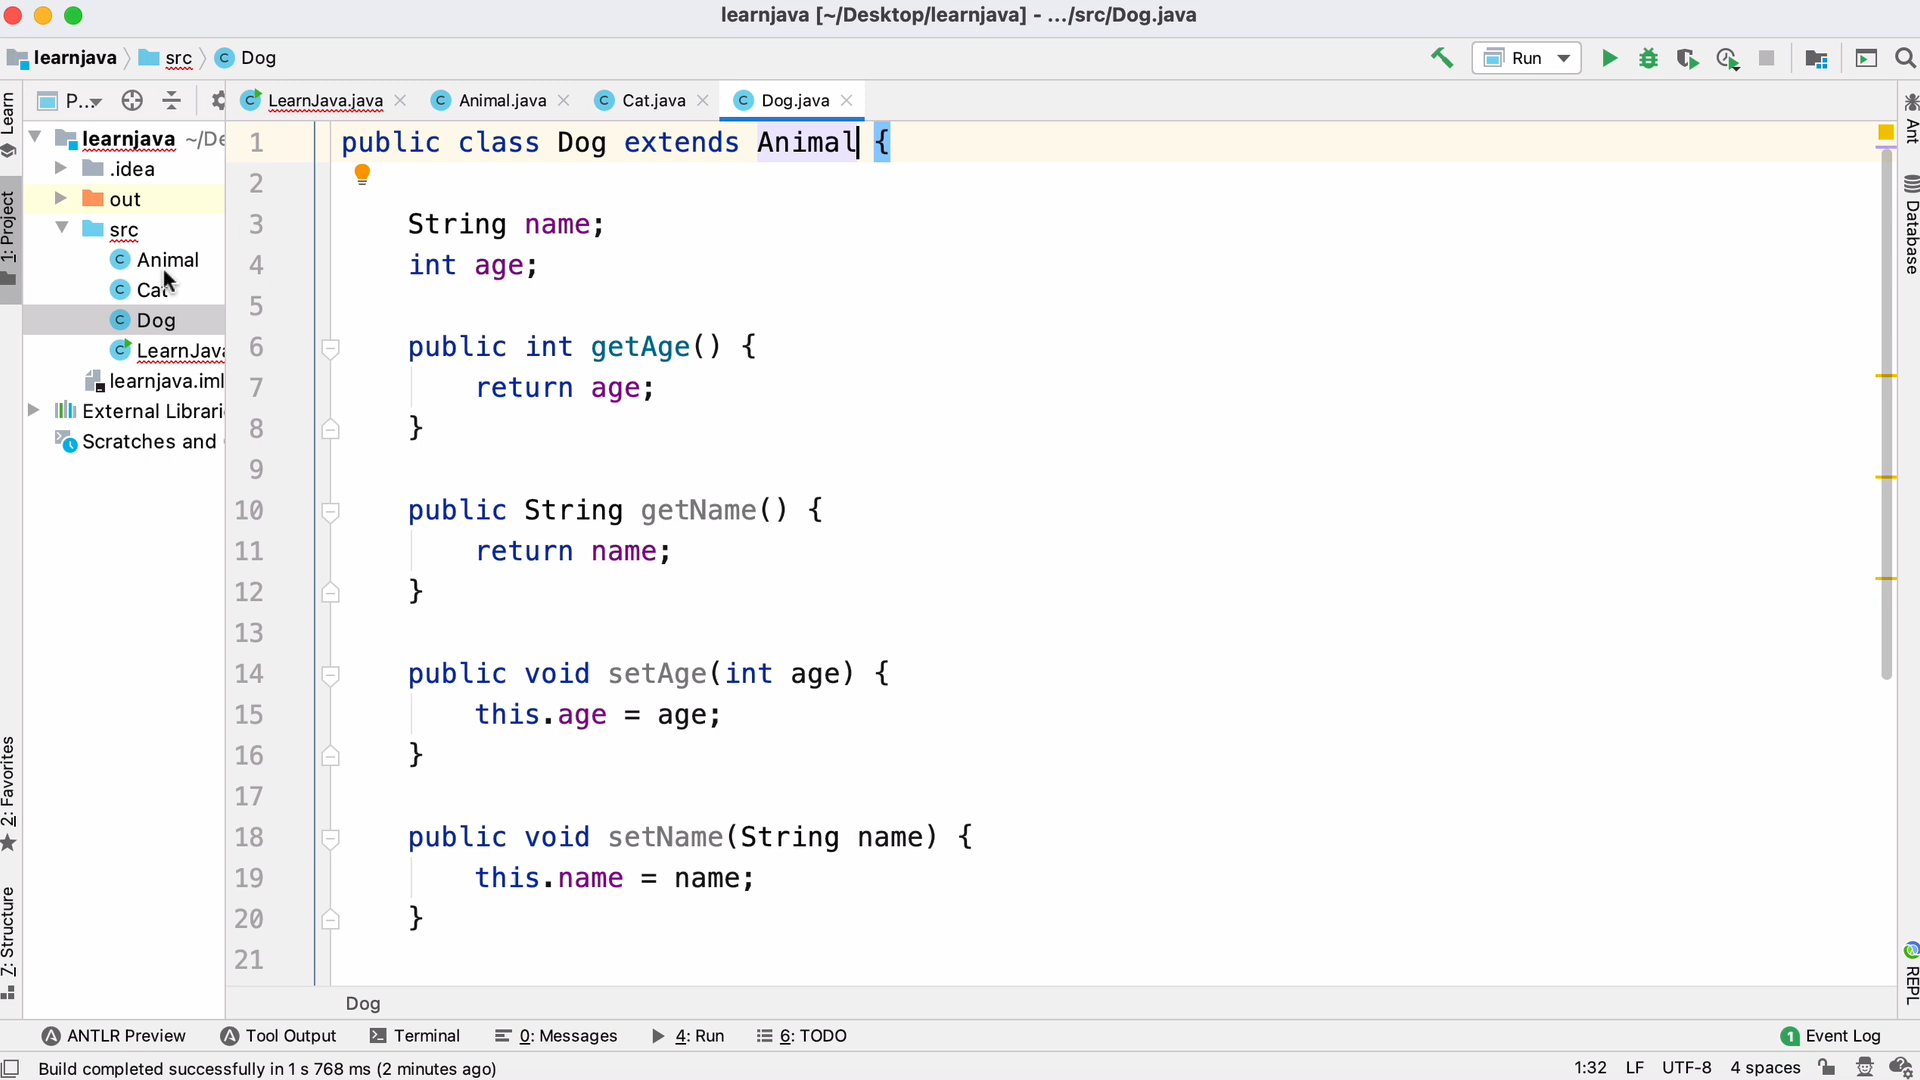 learnjava [~/Desktop/learnjava] - .../src/Dog.java
learnjava src Dog
Run
Learn
P...
LearnJava.java Animal.java Cat.java Dog.java
Ant
learnjava ~/De
.idea
out
src
Animal
Cat
Dog
LearnJava
learnjava.iml
External Librari
Scratches and
1: Project
2: Favorites
7: Structure
Database
REPL
1 public class Dog extends Animal {
2
3 String name;
4 int age;
5
6 public int getAge() {
7 return age;
8 }
9
10 public String getName() {
11 return name;
12 }
13
14 public void setAge(int age) {
15 this.age = age;
16 }
17
18 public void setName(String name) {
19 this.name = name;
20 }
21
Dog
ANTLR Preview Tool Output Terminal 0: Messages 4: Run 6: TODO 1 Event Log
Build completed successfully in 1 s 768 ms (2 minutes ago) 1:32 LF UTF-8 4 spaces